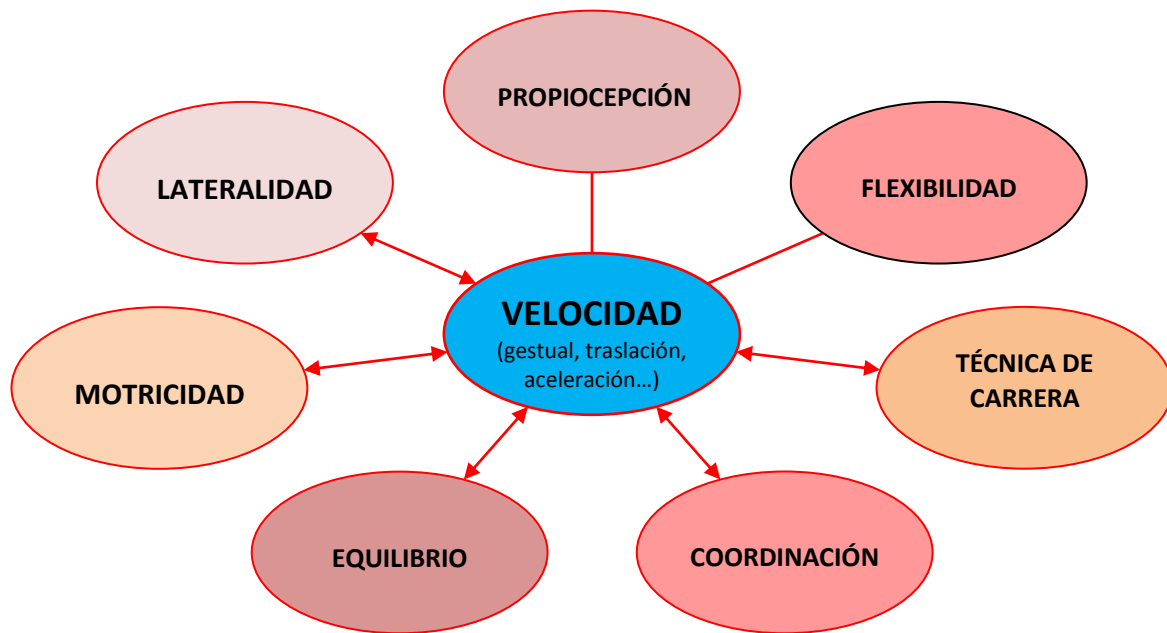 PROPIOCEPCIÓN
LATERALIDAD
FLEXIBILIDAD
VELOCIDAD
(gestual, traslación,
aceleración...)
MOTRICIDAD
TÉCNICA DE
CARRERA
EQUILIBRIO
COORDINACIÓN